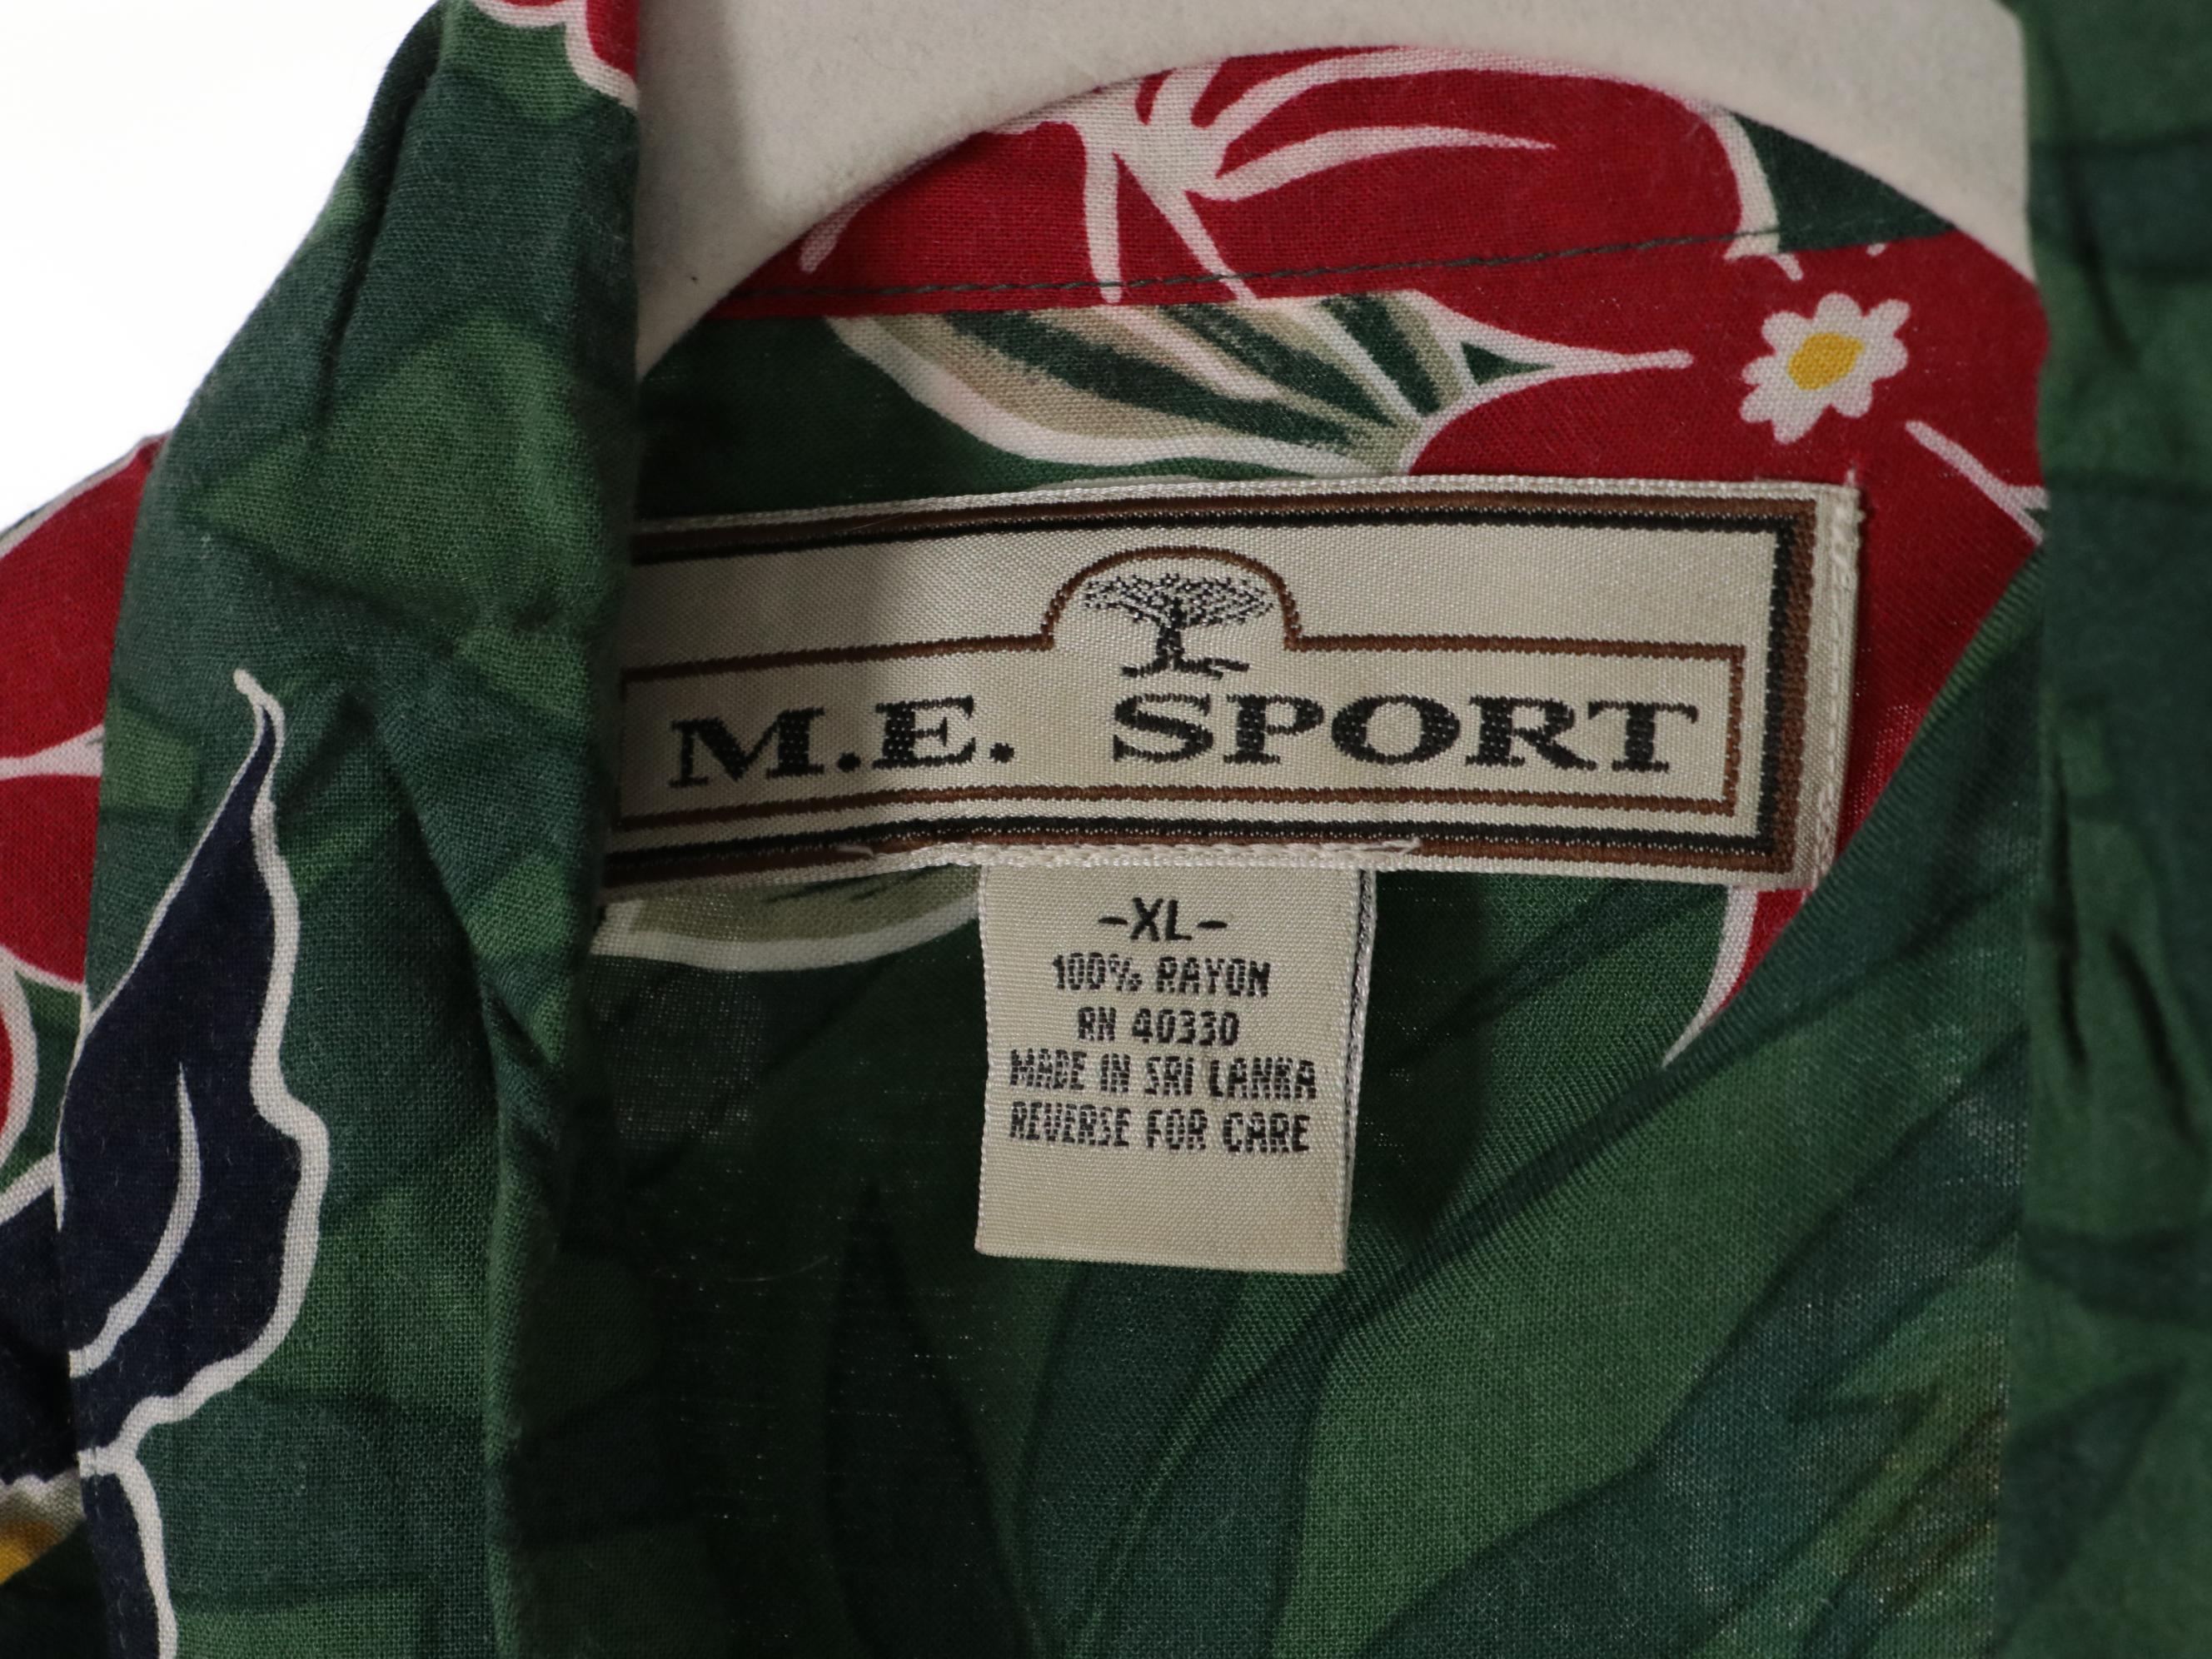 M.E. SPORT
-XL-
100% RAYON
RN 40330
MADE IN SRI LANKA
REVERSE FOR CARE